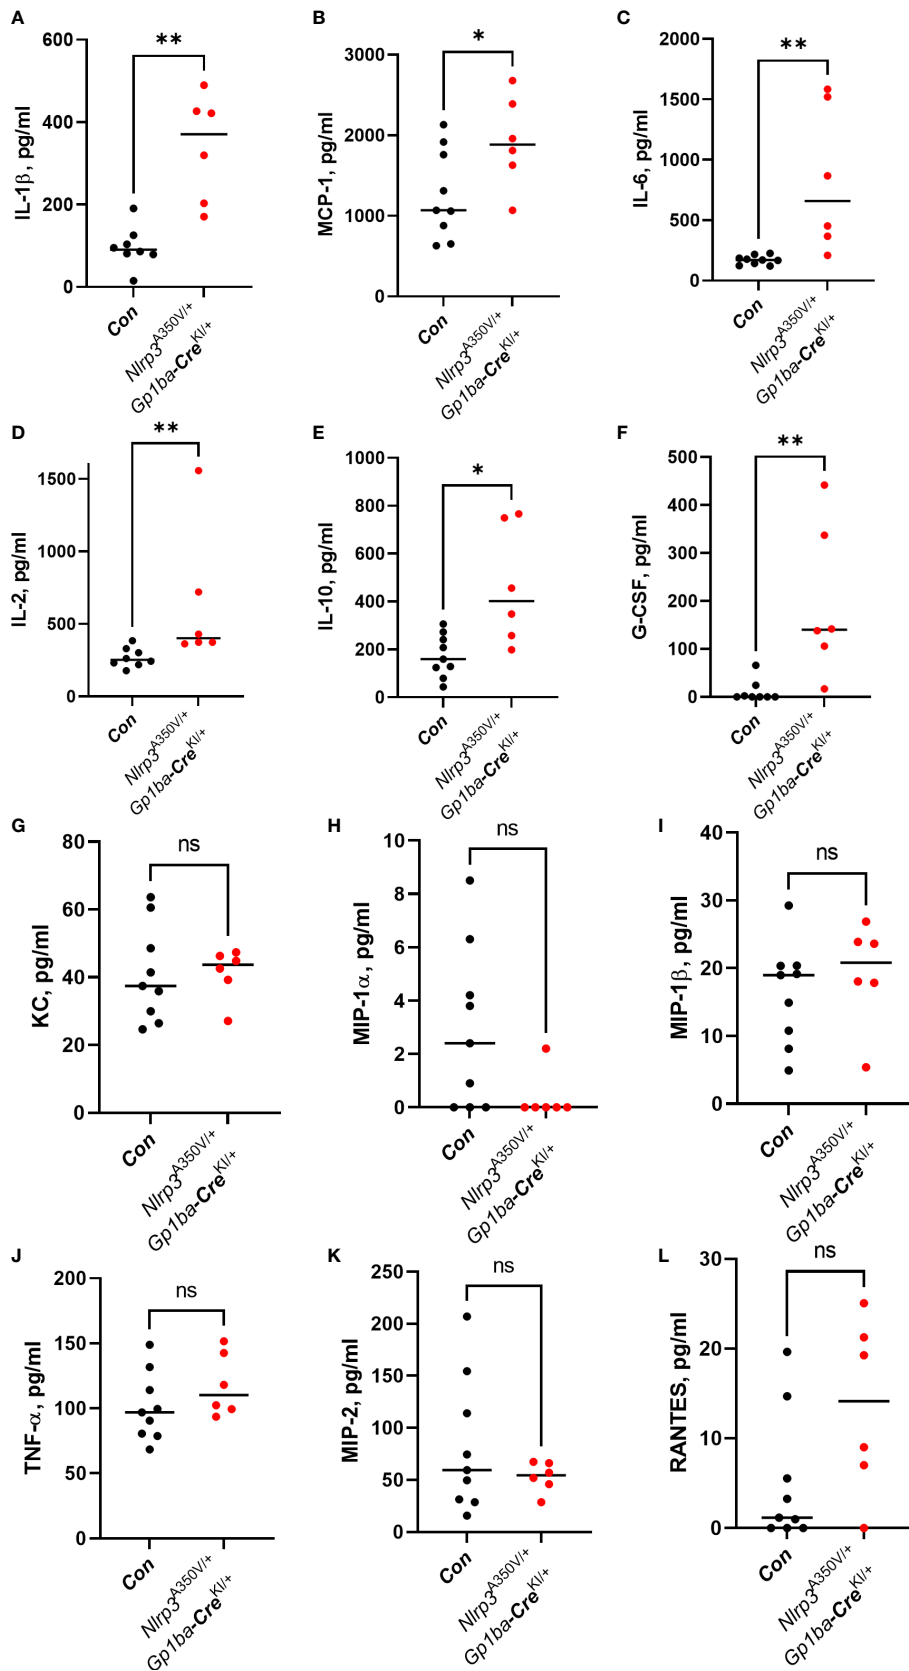 A
IL-1β, pg/ml
600
400
200
0
**
Con
Nlrp3A350V/+
Gp1ba-CreKI/+
B
MCP-1, pg/ml
3000
2000
1000
0
*
Con
Nlrp3A350V/+
Gp1ba-CreKI/+
C
IL-6, pg/ml
2000
1500
1000
500
0
**
Con
Nlrp3A350V/+
Gp1ba-CreKI/+
D
IL-2, pg/ml
1500
1000
500
0
**
Con
Nlrp3A350V/+
Gp1ba-CreKI/+
E
IL-10, pg/ml
1000
800
600
400
200
0
*
Con
Nlrp3A350V/+
Gp1ba-CreKI/+
F
G-CSF, pg/ml
500
400
300
200
100
0
**
Con
Nlrp3A350V/+
Gp1ba-CreKI/+
G
KC, pg/ml
80
60
40
20
0
ns
Con
Nlrp3A350V/+
Gp1ba-CreKI/+
H
MIP-1α, pg/ml
10
8
6
4
2
0
ns
Con
Nlrp3A350V/+
Gp1ba-CreKI/+
I
MIP-1β, pg/ml
40
30
20
10
0
ns
Con
Nlrp3A350V/+
Gp1ba-CreKI/+
J
TNF-α, pg/ml
200
150
100
50
0
ns
Con
Nlrp3A350V/+
Gp1ba-CreKI/+
K
MIP-2, pg/ml
250
200
150
100
50
0
ns
Con
Nlrp3A350V/+
Gp1ba-CreKI/+
L
RANTES, pg/ml
30
20
10
0
ns
Con
Nlrp3A350V/+
Gp1ba-CreKI/+